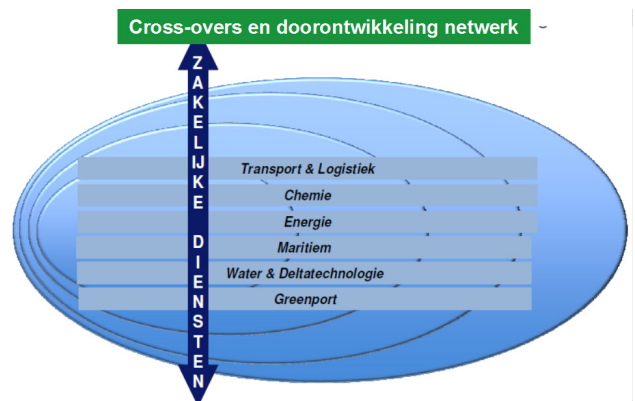 Cross-overs en doorontwikkeling netwerk
ZAKELIJKE DIENSTEN
Transport & Logistiek
Chemie
Energie
Maritiem
Water & Deltatechnologie
Greenport